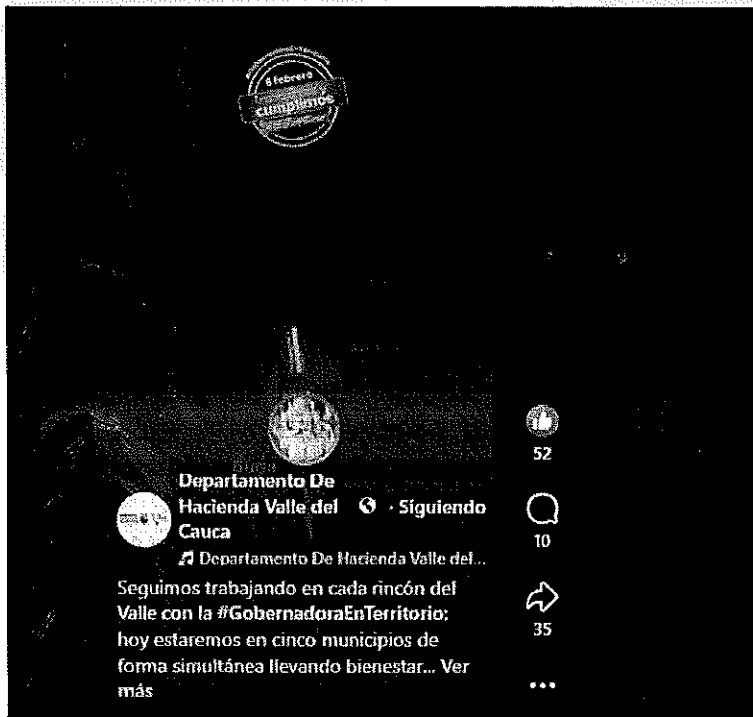 8 febrero
cumplimos
52
Departamento De
Hacienda Valle del · Siguiendo
Cauca
Departamento De Hacienda Valle del...
10
Seguimos trabajando en cada rincón del
Valle con la #GobernadoraEnTerritorio:
hoy estaremos en cinco municipios de
forma simultánea llevando bienestar... Ver
más
35